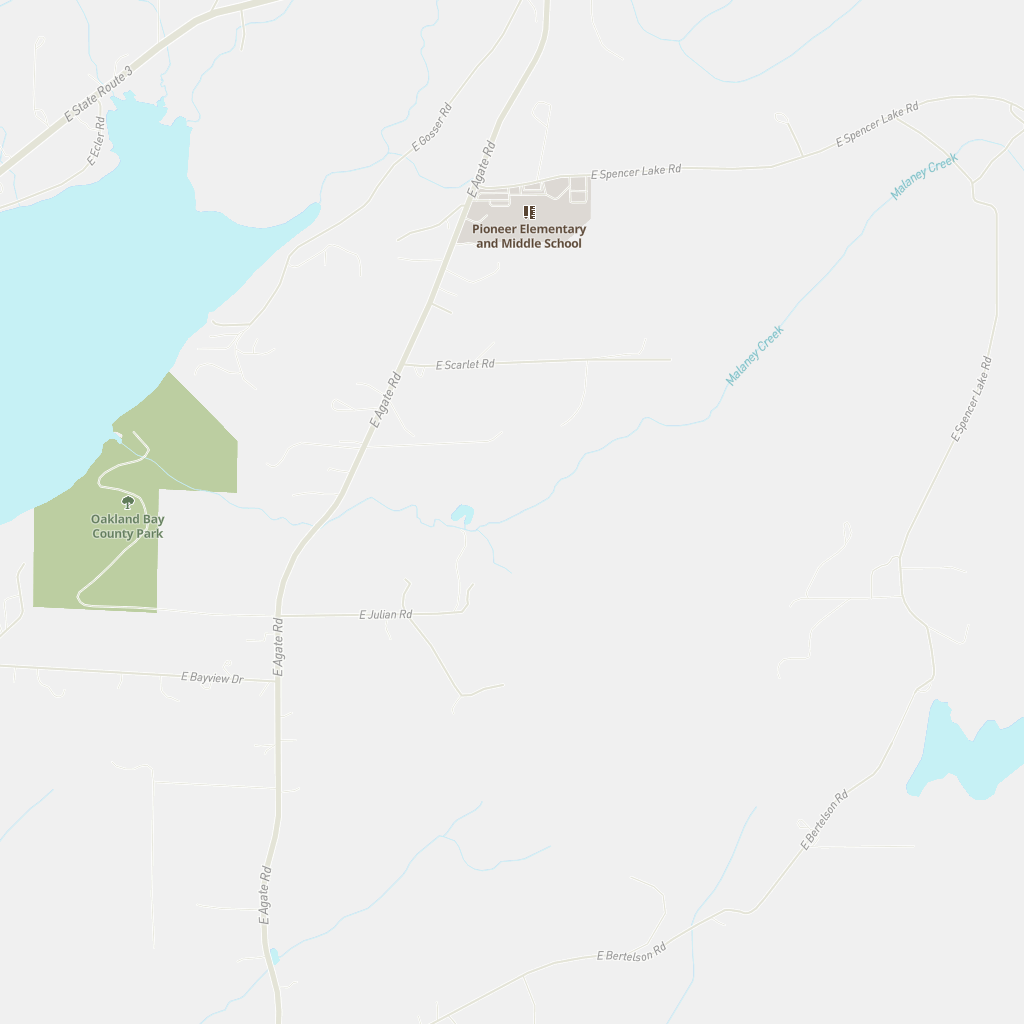 E State Route 3
E Ecler Rd
E Gosser Rd
E Agate Rd
E Spencer Lake Rd
E Spencer Lake Rd
Malaney Creek
Pioneer Elementary
and Middle School
E Scarlet Rd
Malaney Creek
E Agate Rd
E Spencer Lake Rd
Oakland Bay
County Park
E Julian Rd
E Agate Rd
E Bayview Dr
E Bertelson Rd
E Agate Rd
E Bertelson Rd